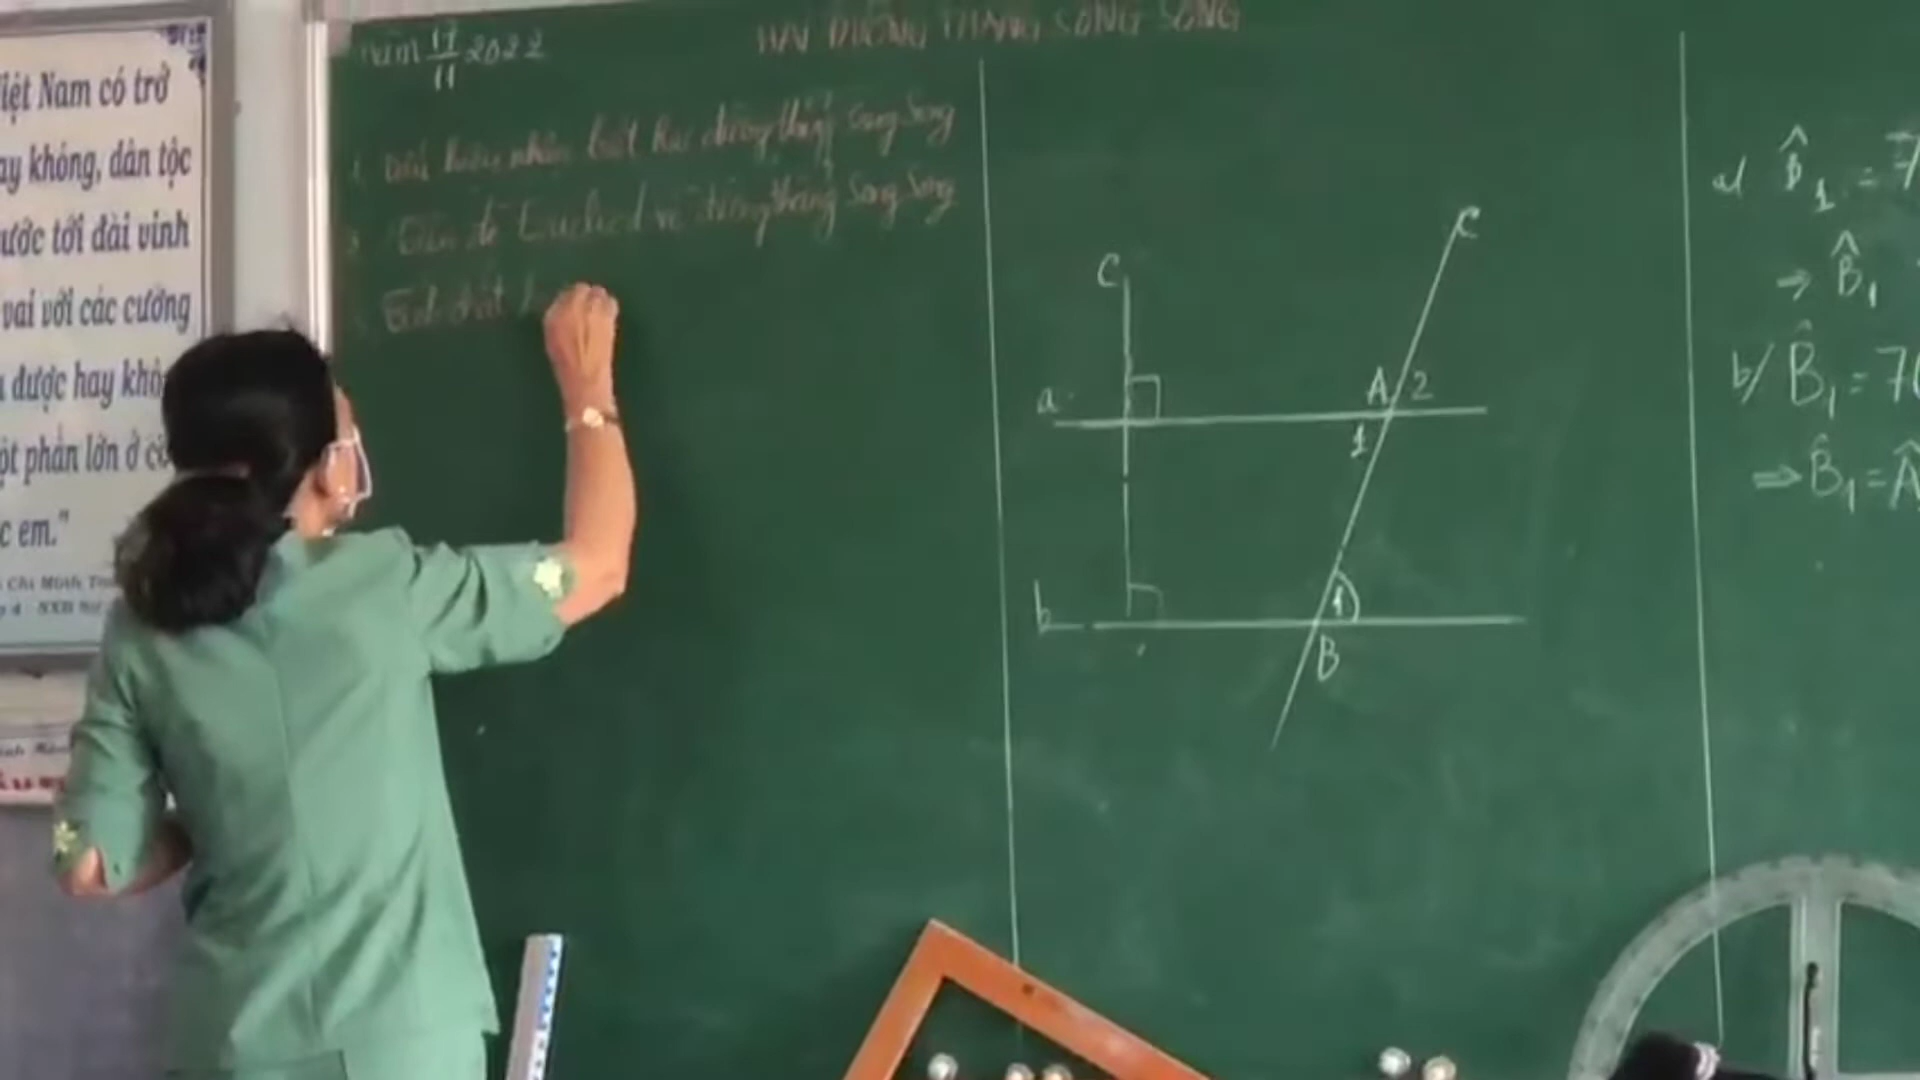 iệt Nam có trở
ay không, dân tộc
ước tới đài vinh
vai với các cường
được hay khô
ột phần lớn ở cô
c em."
17/11 2022
HAI ĐƯỜNG THẲNG SONG SONG
1. Dấu hiệu nhận biết hai đường thẳng song song
Tiên đề Euclid về đường thẳng song song
Tính chất
C
C
a
A 2
1
b
1
B
a/ B̂1 = 7
⇒ B̂1
b/ B̂1 = 70
⇒ B̂1 = Â